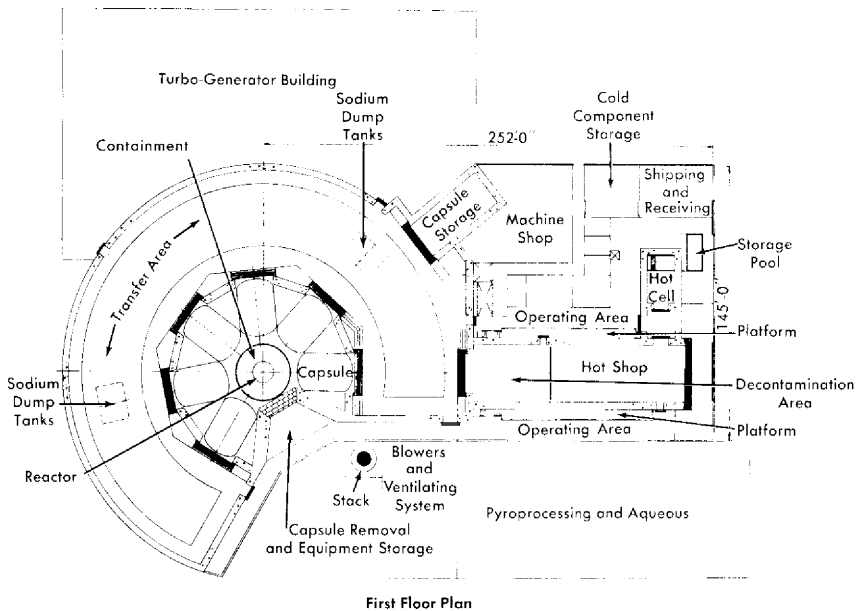 Turbo-Generator Building
Sodium
Dump
Tanks
Cold
Component
Storage
252'-0"
Containment
Shipping
and
Receiving
Capsule
Storage
Machine
Shop
Transfer Area
Storage
Pool
Hot
Cell
145'-0"
Operating Area
Platform
Capsule
Hot Shop
Sodium
Dump
Tanks
Decontamination
Area
Operating Area
Platform
Reactor
Blowers
and
Ventilating
System
Stack
Pyroprocessing and Aqueous
Capsule Removal
and Equipment Storage
First Floor Plan